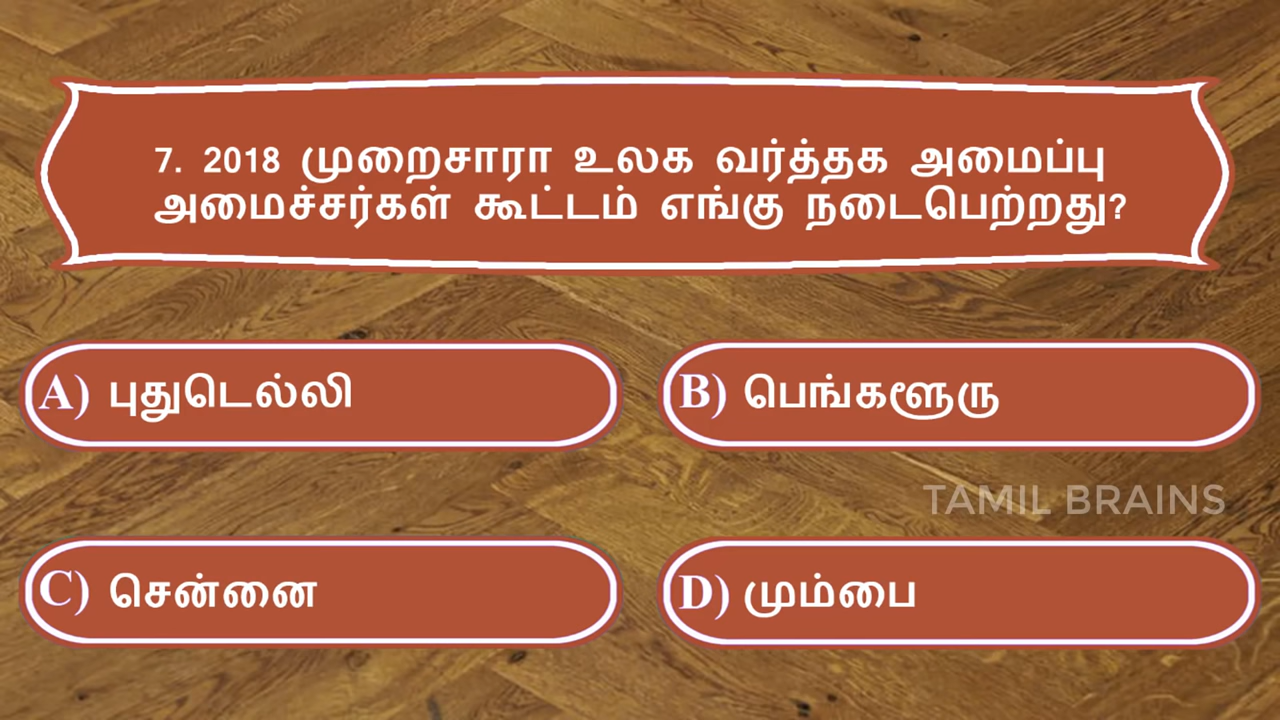 7. 2018 முறைசாரா உலக வர்த்தக அமைப்பு
அமைச்சர்கள் கூட்டம் எங்கு நடைபெற்றது?
A) புதுடெல்லி
B) பெங்களூரு
TAMIL BRAINS
C) சென்னை
D) மும்பை